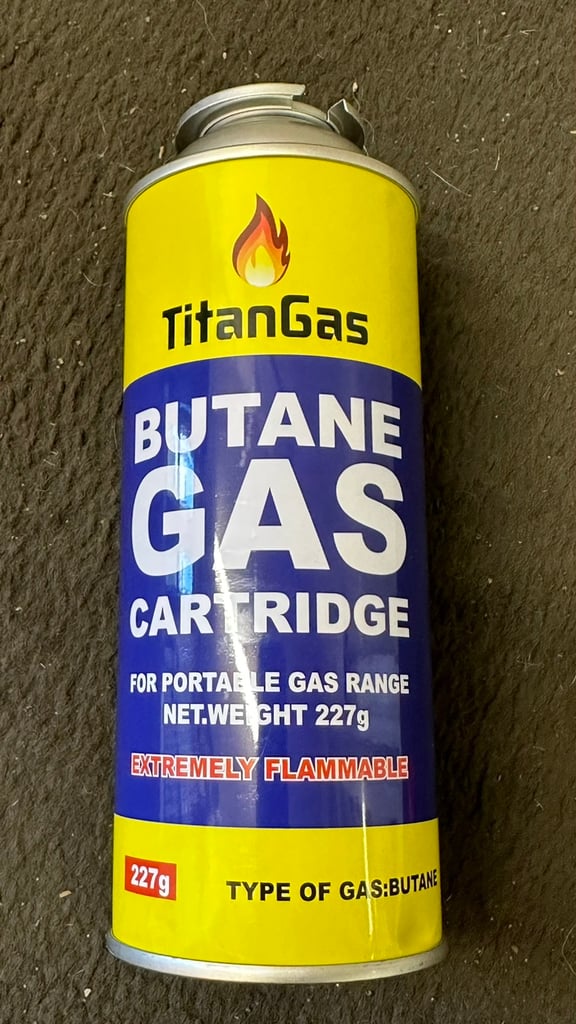 TitanGas
BUTANE
GAS
CARTRIDGE
FOR PORTABLE GAS RANGE
NET.WEIGHT 227g
EXTREMELY FLAMMABLE
227g
TYPE OF GAS:BUTANE